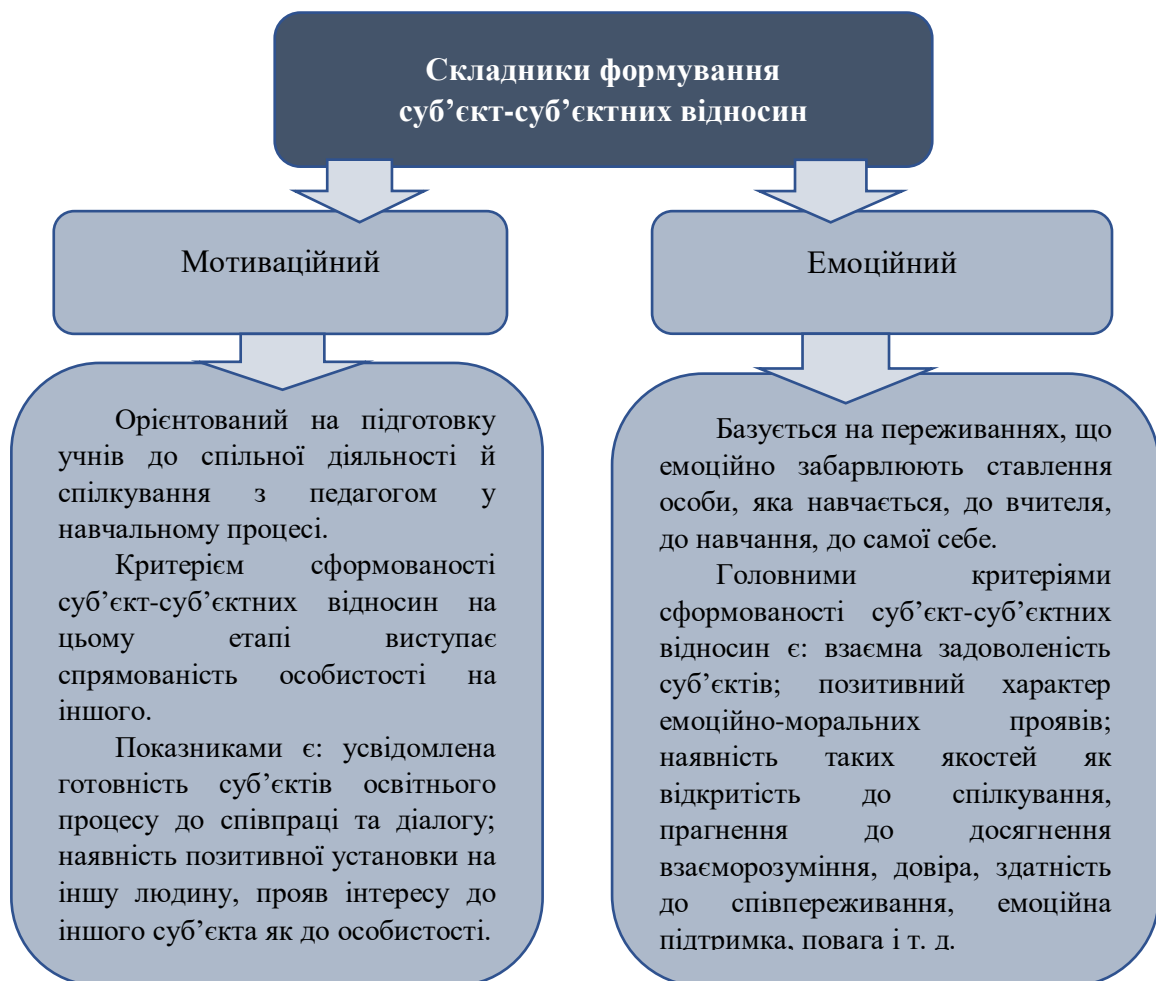 Складники формування
суб’єкт-суб’єктних відносин
Мотиваційний
Емоційний
Орієнтований на підготовку
учнів до спільної діяльності й
спілкування з педагогом у
навчальному процесі.
Критерієм сформованості
суб’єкт-суб’єктних відносин на
цьому етапі виступає
спрямованість особистості на
іншого.
Показниками є: усвідомлена
готовність суб’єктів освітнього
процесу до співпраці та діалогу;
наявність позитивної установки на
іншу людину, прояв інтересу до
іншого суб’єкта як до особистості.
Базується на переживаннях, що
емоційно забарвлюють ставлення
особи, яка навчається, до вчителя,
до навчання, до самої себе.
Головними критеріями
сформованості суб’єкт-суб’єктних
відносин є: взаємна задоволеність
суб’єктів; позитивний характер
емоційно-моральних проявів;
наявність таких якостей як
відкритість до спілкування,
прагнення до досягнення
взаєморозуміння, довіра, здатність
до співпереживання, емоційна
підтримка, повага і т. д.